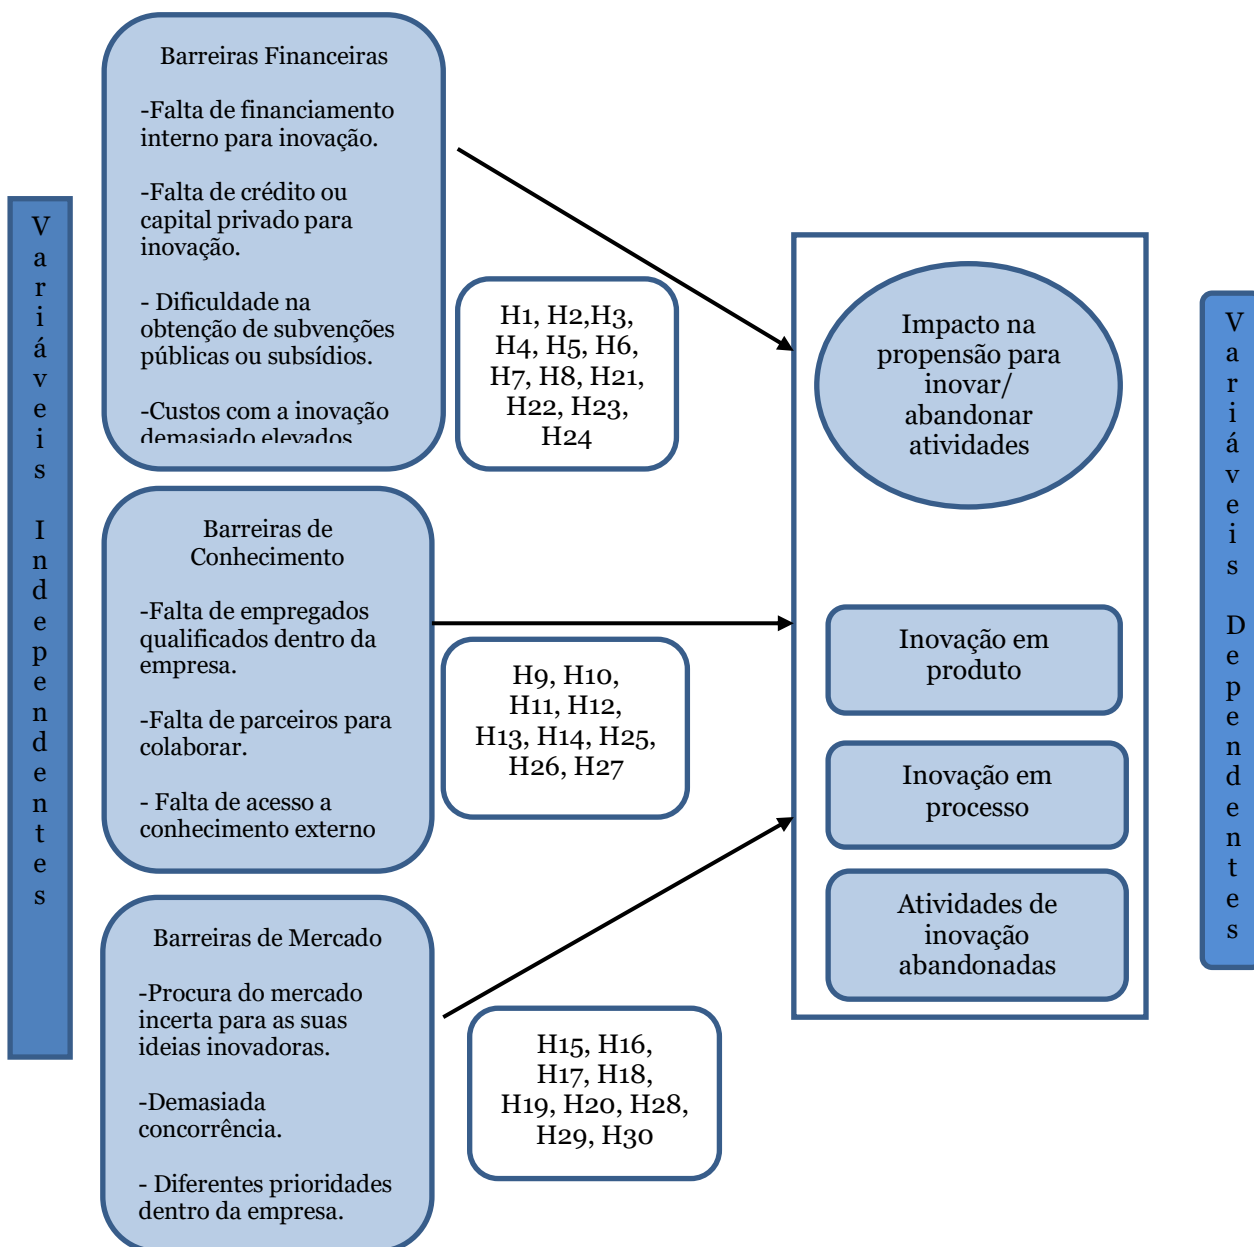 Variáveis Independentes
Barreiras Financeiras
-Falta de financiamento
interno para inovação.
-Falta de crédito ou
capital privado para
inovação.
- Dificuldade na
obtenção de subvenções
públicas ou subsídios.
-Custos com a inovação
demasiado elevados
H1, H2,H3,
H4, H5, H6,
H7, H8, H21,
H22, H23,
H24
Barreiras de
Conhecimento
-Falta de empregados
qualificados dentro da
empresa.
-Falta de parceiros para
colaborar.
- Falta de acesso a
conhecimento externo
H9, H10,
H11, H12,
H13, H14, H25,
H26, H27
Barreiras de Mercado
-Procura do mercado
incerta para as suas
ideias inovadoras.
-Demasiada
concorrência.
- Diferentes prioridades
dentro da empresa.
H15, H16,
H17, H18,
H19, H20, H28,
H29, H30
Impacto na
propensão para
inovar/
abandonar
atividades
Inovação em
produto
Inovação em
processo
Atividades de
inovação
abandonadas
Variáveis Dependentes